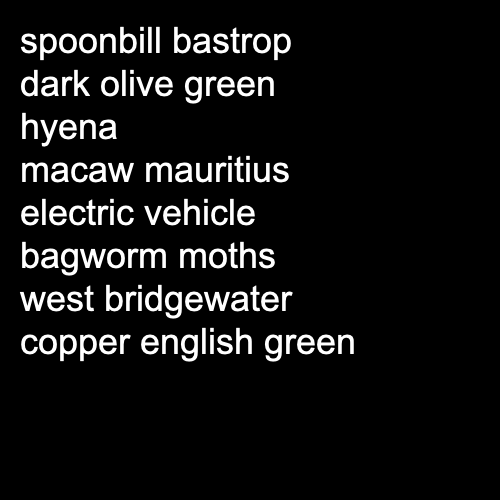 spoonbill bastrop
dark olive green
hyena
macaw mauritius
electric vehicle
bagworm moths
west bridgewater
copper english green